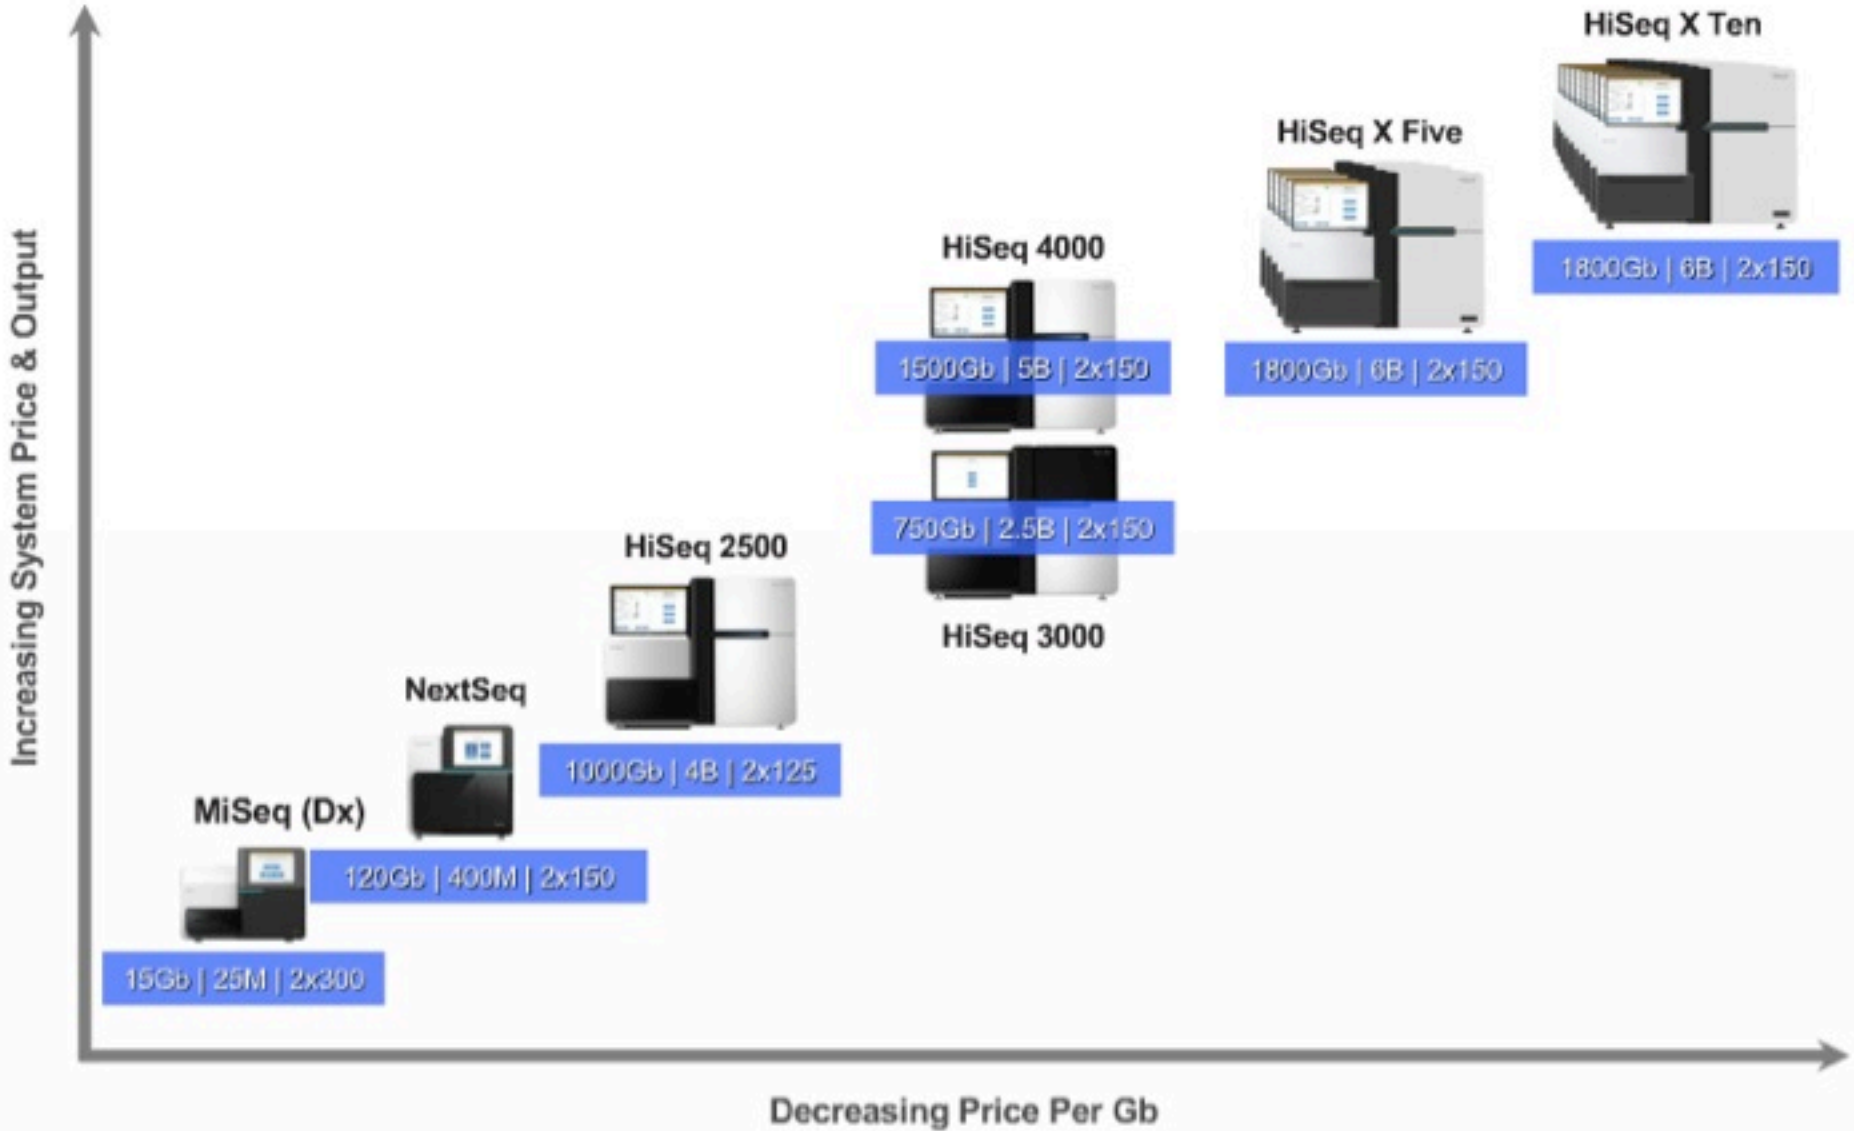 HiSeq X Ten
1800Gb | 6B | 2x150
HiSeq X Five
1800Gb | 6B | 2x150
HiSeq 4000
1500Gb | 5B | 2x150
750Gb | 2.5B | 2x150
HiSeq 3000
HiSeq 2500
1000Gb | 4B | 2x125
NextSeq
120Gb | 400M | 2x150
MiSeq (Dx)
15Gb | 25M | 2x300
Increasing System Price & Output
Decreasing Price Per Gb